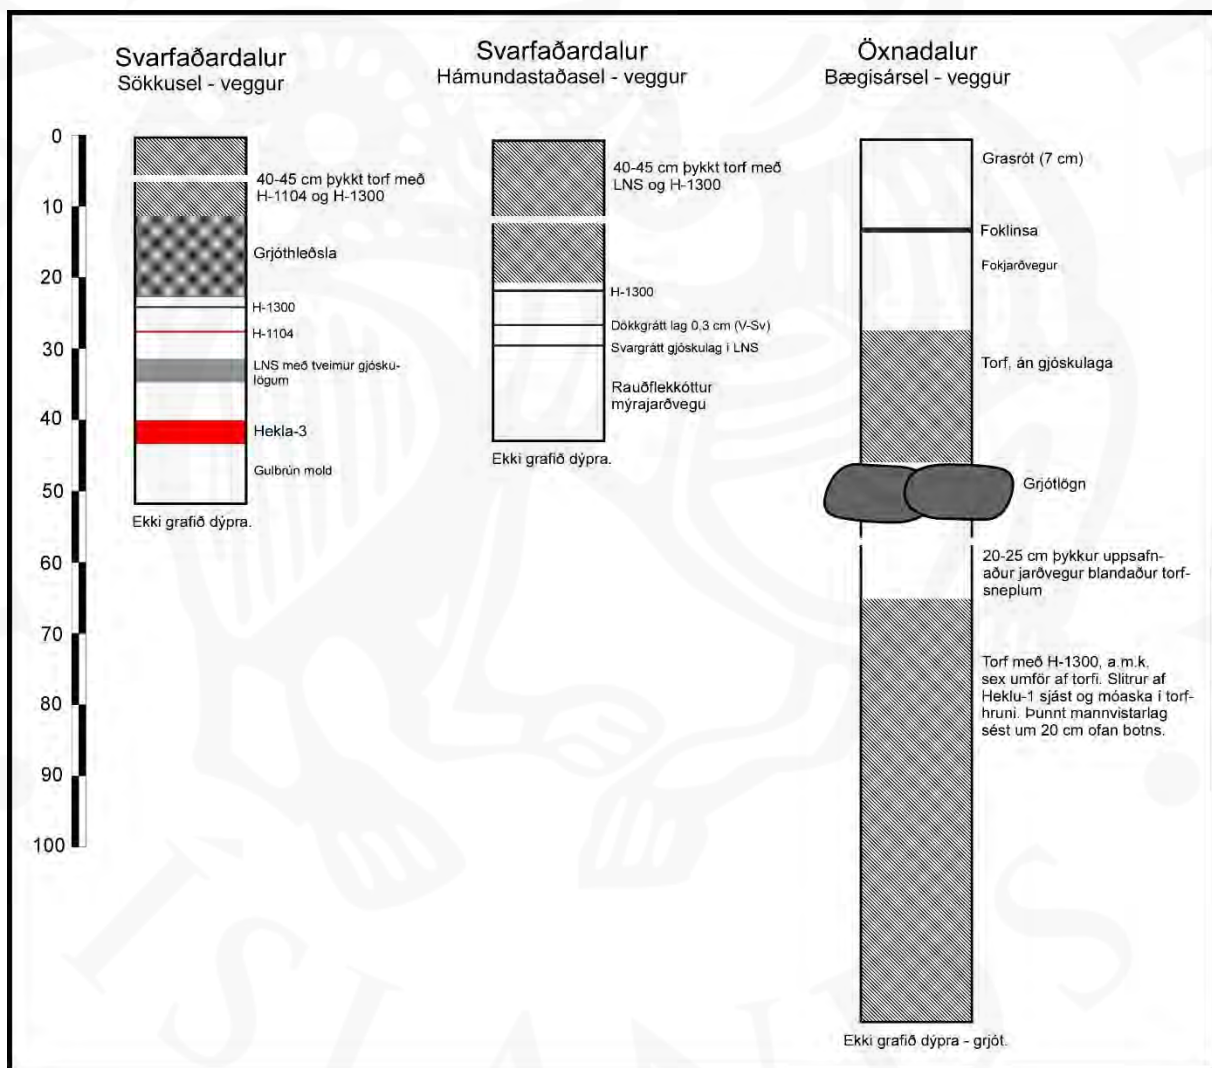 Svarfaðardalur
Sökkusel - veggur
Svarfaðardalur
Hámundastaðasel - veggur
Öxnadalur
Bægisársel - veggur
0
10
20
30
40
50
60
70
80
90
100
40-45 cm þykkt torf með
H-1104 og H-1300
Grjóthleðsla
H-1300
H-1104
LNS með tveimur gjósku-
lögum
Hekla-3
Gulbrún mold
Ekki grafið dýpra.
40-45 cm þykkt torf með
LNS og H-1300
H-1300
Dökkgrátt lag 0,3 cm (V-Sv)
Svargrátt gjóskulag í LNS
Rauðflekkóttur
mýrajarðvegu
Ekki grafið dýpra.
Grasrót (7 cm)
Foklinsa
Fokjarðvegur
Torf, án gjóskulaga
Grjótlögn
20-25 cm þykkur uppsafn-
aður jarðvegur blandaður torf-
sneplum
Torf með H-1300, a.m.k.
sex umför af torfi. Slitrur af
Heklu-1 sjást og móaska í torf-
hruni. Þunnt mannvistarlag
sést um 20 cm ofan botns.
Ekki grafið dýpra - grjót.
ÍSLANDS